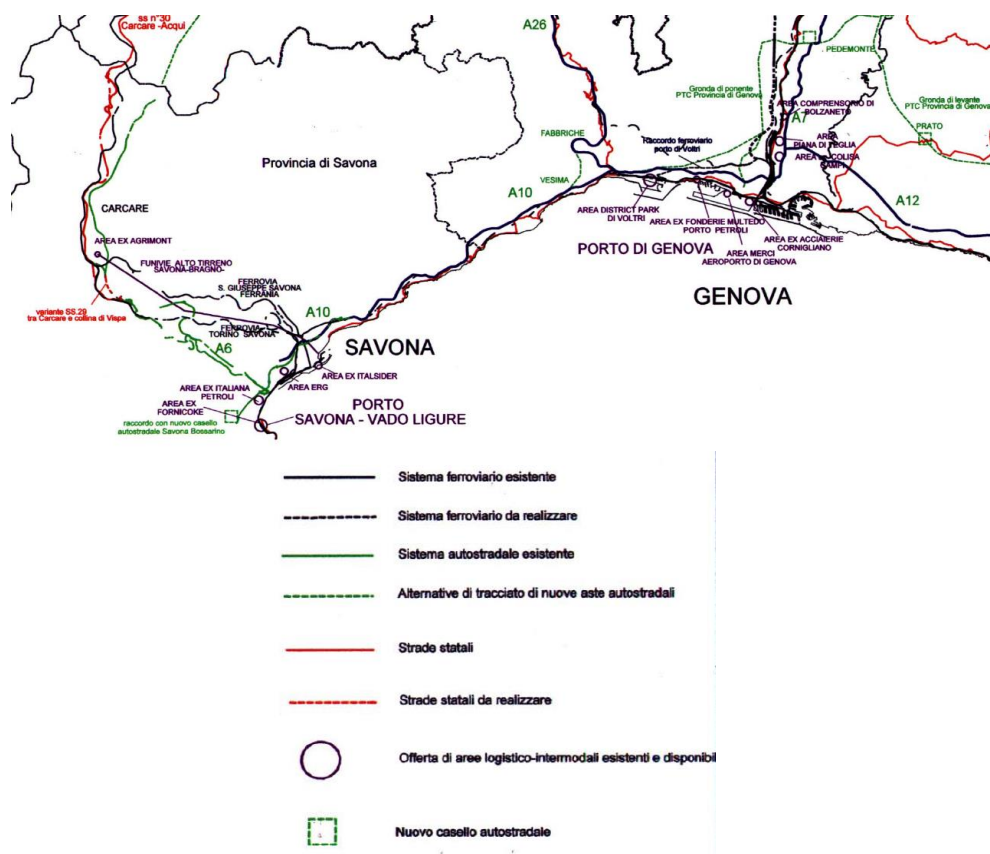 ss n°30
Carcare -Acqui
A26
PEDEMONTE
Gronda di ponente
PTC Provincia di Genova
Gronda di levante
PTC Provincia di Genova
AREA COMPRENSORIO DI
BOLZANETO
A7
PRATO
FABBRICHE
Raccordo ferroviario
porto di Voltri
AREA
PIANA DI TEGLIA
Provincia di Savona
VESIMA
A10
A12
CARCARE
AREA DISTRICT PARK
DI VOLTRI
AREA EX FONDERIE MULTEDO
PORTO PETROLI
AREA EX ACCIAIERIE
CORNIGLIANO
AREA EX AGRIMONT
PORTO DI GENOVA
AREA MERCI
AEROPORTO DI GENOVA
FUNIVIE ALTO TIRRENO
SAVONA-BRAGNO-
FERROVIA
S. GIUSEPPE SAVONA
FERRANIA
GENOVA
variante SS.29
tra Carcare e collina di Vispa
A10
FERROVIA
TORINO SAVONA
A6
SAVONA
AREA EX ITALSIDER
AREA ERG
AREA EX ITALIANA
PETROLI
AREA EX
FORNICOKE
PORTO
SAVONA - VADO LIGURE
raccordo con nuovo casello
autostradale Savona Bossarino
Sistema ferroviario esistente
Sistema ferroviario da realizzare
Sistema autostradale esistente
Alternative di tracciato di nuove aste autostradali
Strade statali
Strade statali da realizzare
Offerta di aree logistico-intermodali esistenti e disponibil
Nuovo casello autostradale